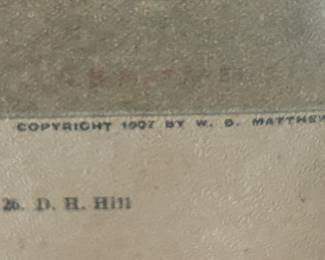 COPYRIGHT 1907 BY W. D. MATTHEW
26. D. H. Hill